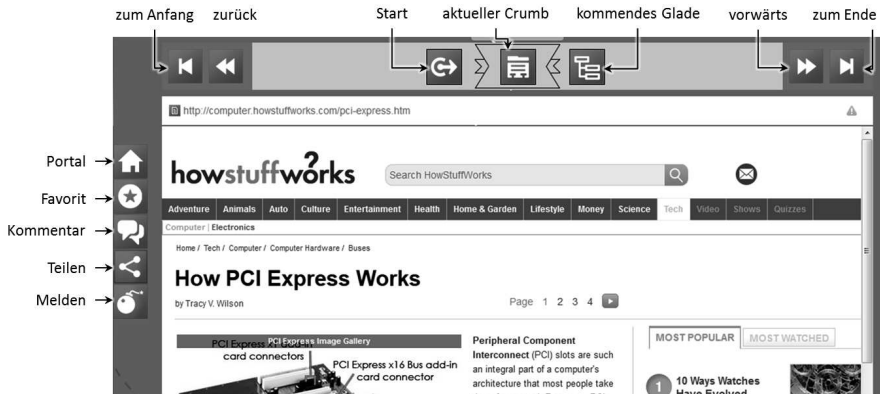 zum Anfang zurück Start aktueller Crumb kommendes Glade vorwärts zum Ende
http://computer.howstuffworks.com/pci-express.htm
Portal
Favorit
Kommentar
Teilen
Melden
howstuffworks
Search HowStuffWorks
Adventure Animals Auto Culture Entertainment Health Home & Garden Lifestyle Money Science Tech Video Shows Quizzes
Computer | Electronics
Home / Tech / Computer / Computer Hardware / Buses
How PCI Express Works
by Tracy V. Wilson
Page 1 2 3 4
PCI Express Image Gallery
PCI Express x1 add-in
card connectors
PCI Express x16 Bus add-in
card connector
Peripheral Component
Interconnect (PCI) slots are such
an integral part of a computer's
architecture that most people take
MOST POPULAR MOST WATCHED
1 10 Ways Watches
Have Evolved